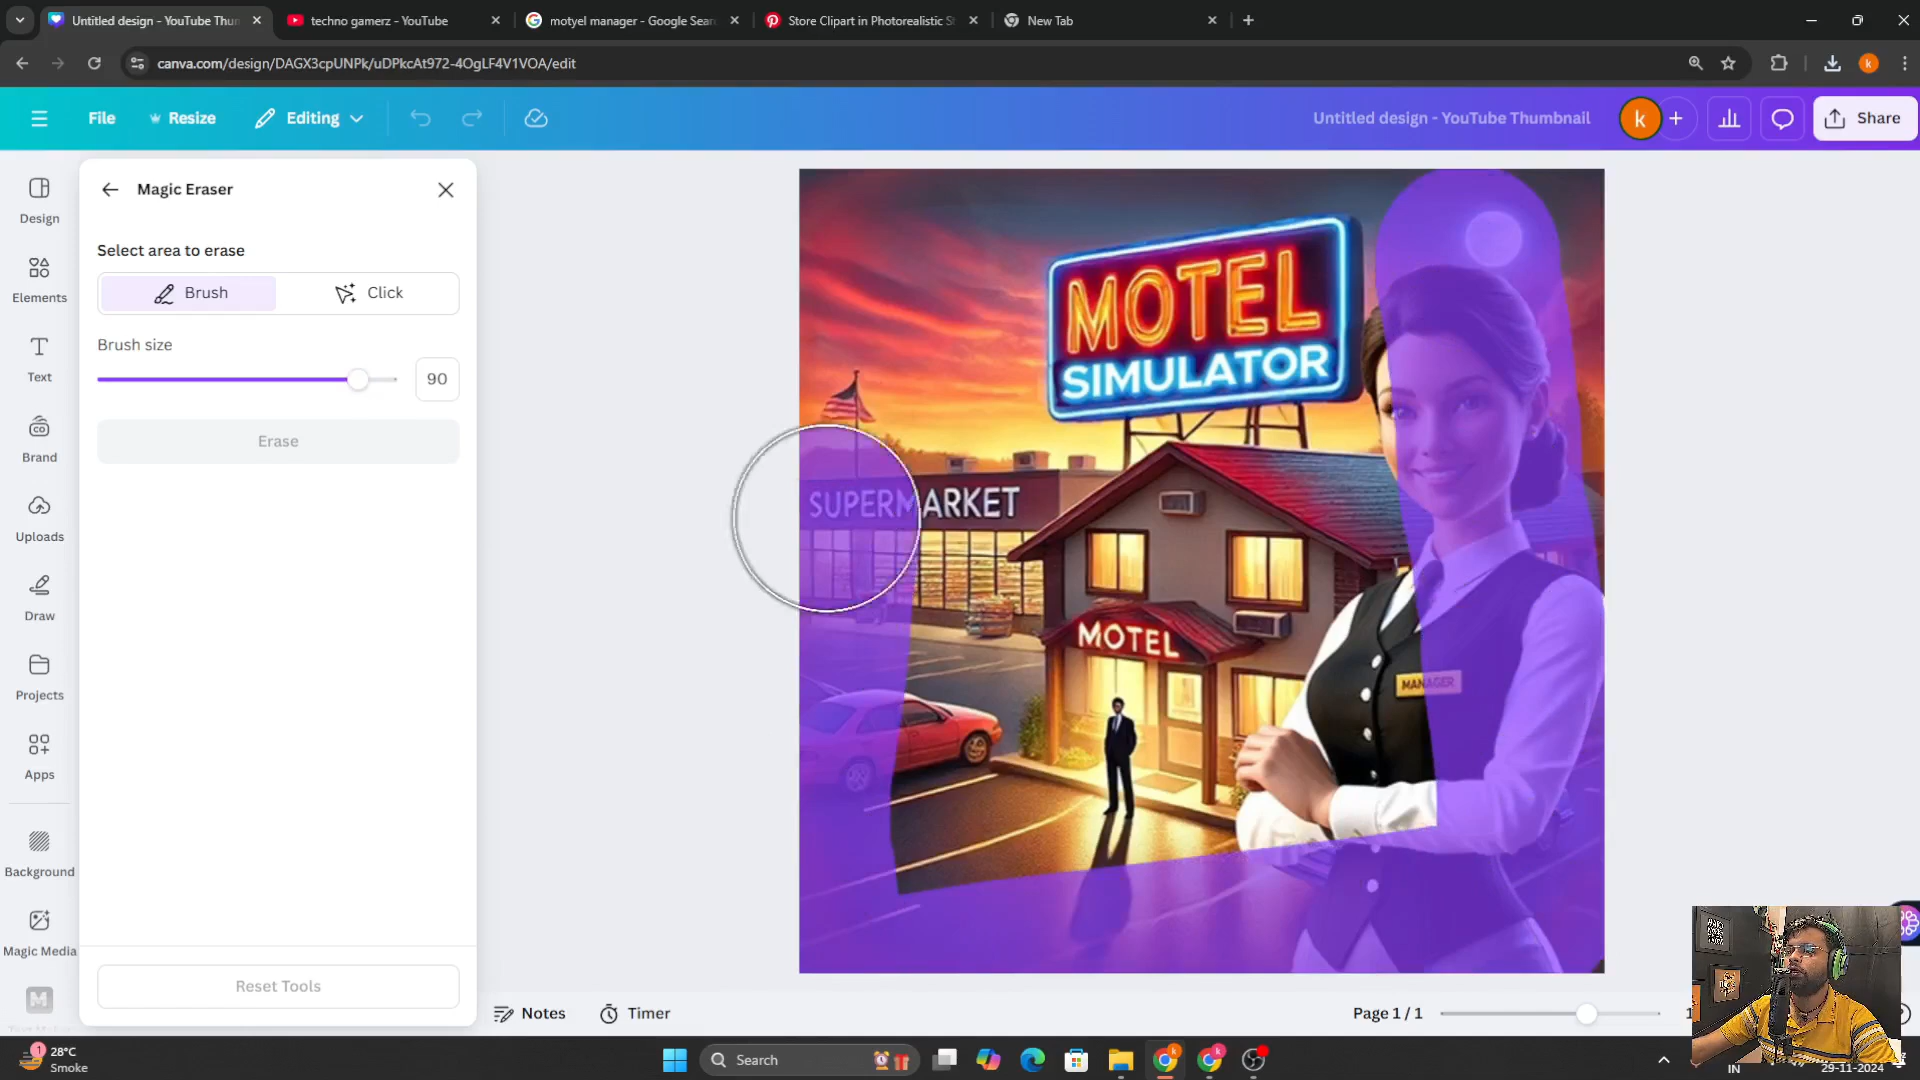 Untitled design - YouTube Thum
techno gamerz - YouTube
motyel manager - Google Sear
Store Clipart in Photorealistic St
New Tab
canva.com/design/DAGX3cpUNPk/uDPkcAt972-4OgLF4V1VOA/edit
File
Resize
Editing
Untitled design - YouTube Thumbnail
k
Share
Design
Elements
Text
Brand
Uploads
Draw
Projects
Apps
Background
Magic Media
Magic Eraser
Select area to erase
Brush
Click
Brush size
90
Erase
Reset Tools
MOTEL
SIMULATOR
SUPERMARKET
MOTEL
MANAGER
Notes
Timer
Page 1 / 1
1
28°C
Smoke
Search
IN
29-11-2024